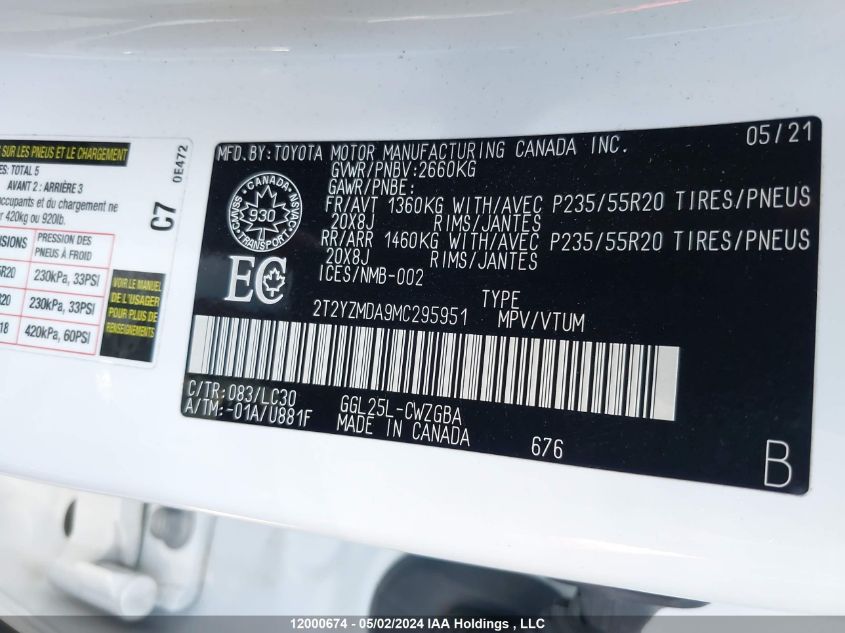 SUR LES PNEUS ET LE CHARGEMENT
TOTAL 5
AVANT 2 : ARRIÈRE 3
occupants et du chargement ne
420kg ou 920lb.
PRESSION DES
PNEUS À FROID
230kPa, 33PSI
230kPa, 33PSI
420kPa, 60PSI
VOIR LE MANUEL
DE L'USAGER
POUR PLUS DE
RENSEIGNEMENTS
C7
0E472
MFD.BY:TOYOTA MOTOR MANUFACTURING CANADA INC. 05/21
GVWR/PNBV:2660KG
GAWR/PNBE:
FR/AVT 1360KG WITH/AVEC P235/55R20 TIRES/PNEUS
20X8J RIMS/JANTES
RR/ARR 1460KG WITH/AVEC P235/55R20 TIRES/PNEUS
20X8J RIMS/JANTES
ICES/NMB-002
CANADA
930
TRANSPORT
EC
2T2YZMDA9MC295951
TYPE
MPV/VTUM
C/TR:083/LC30 GGL25L-CWZGBA
A/TM:-01A/U881F MADE IN CANADA
676
B
12000674 - 05/02/2024 IAA Holdings , LLC